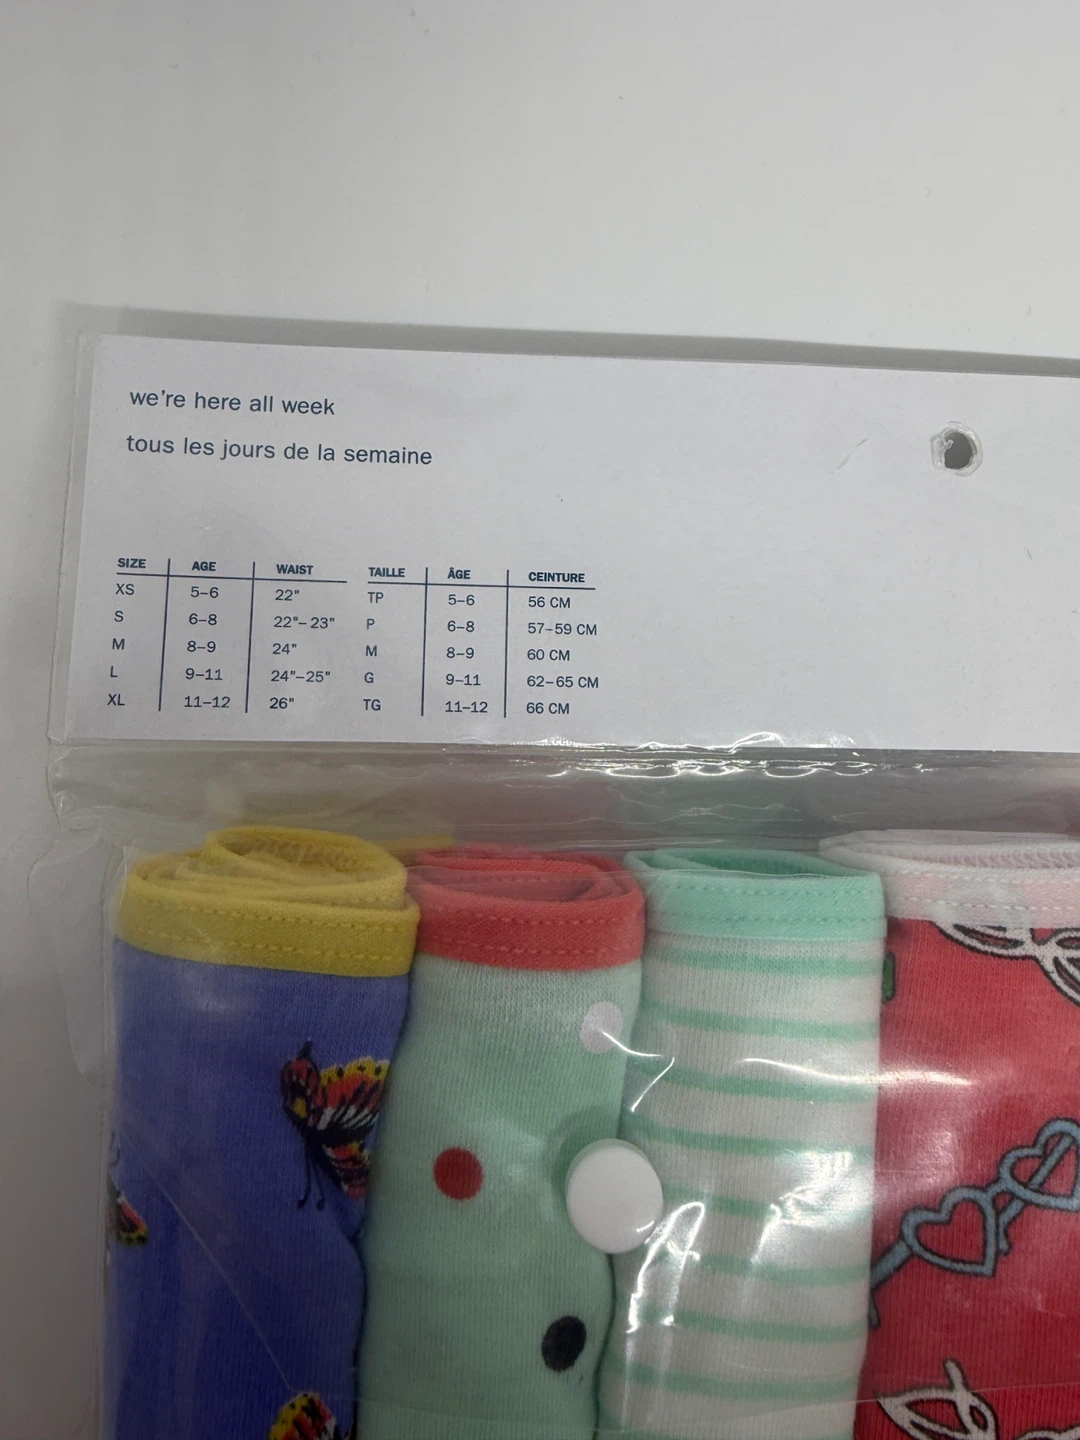 we're here all week
tous les jours de la semaine
SIZE AGE WAIST TAILLE ÂGE CEINTURE
XS 5–6 22" TP 5–6 56 CM
S 6–8 22"–23" P 6–8 57–59 CM
M 8–9 24" M 8–9 60 CM
L 9–11 24"–25" G 9–11 62–65 CM
XL 11–12 26" TG 11–12 66 CM